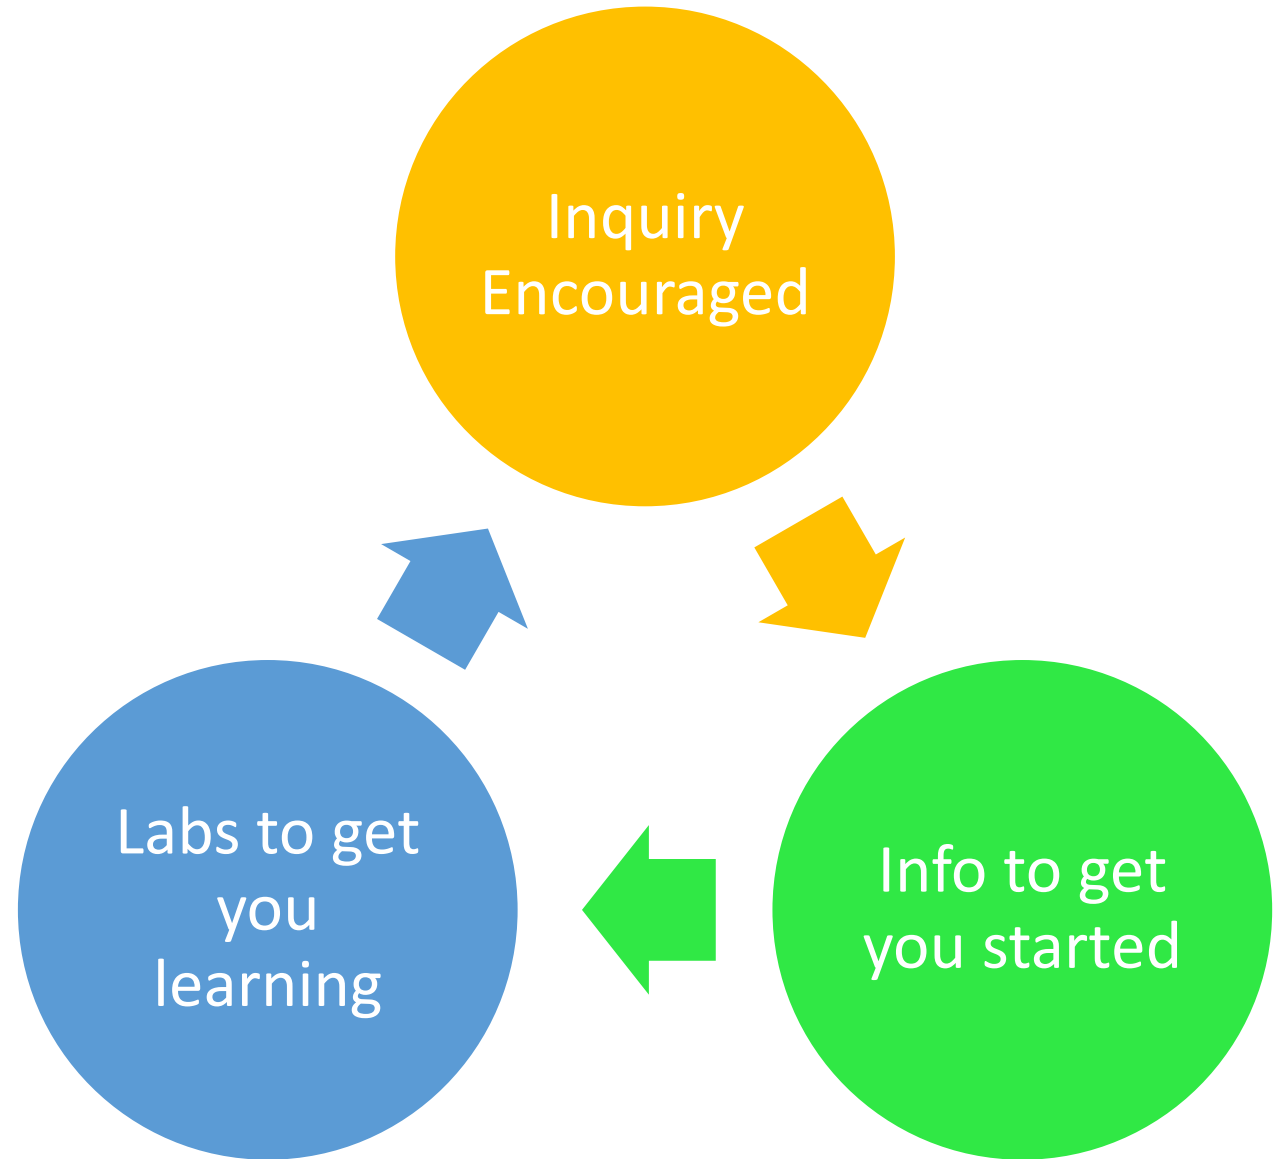 Inquiry
Encouraged
Info to get
you started
Labs to get
you
learning